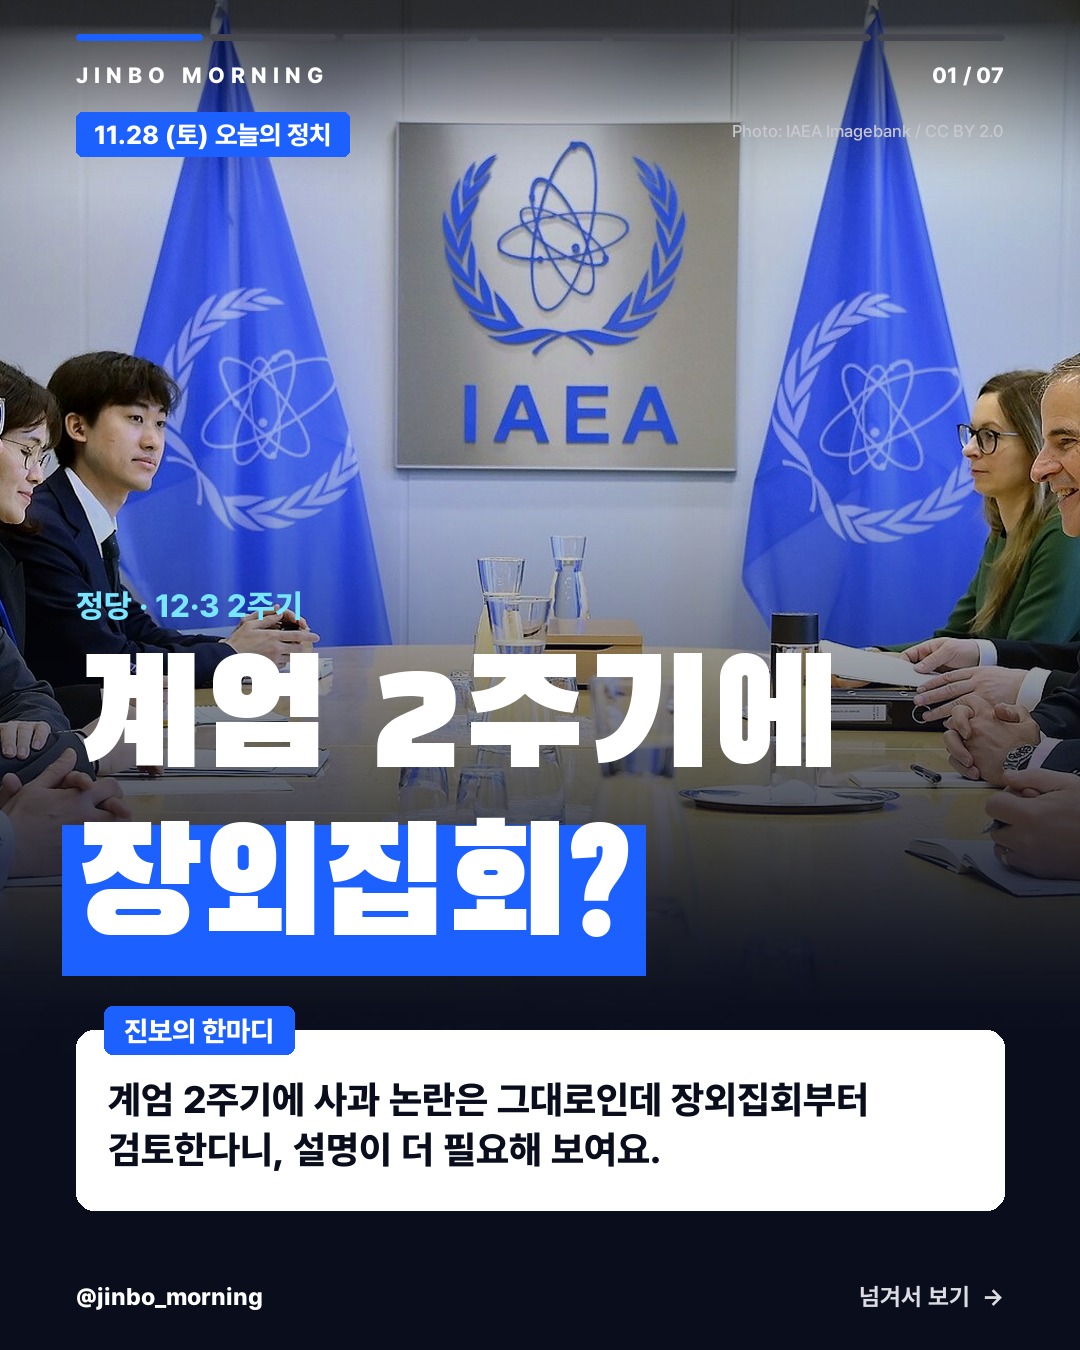 JINBO MORNING
01 / 07
11.28 (토) 오늘의 정치
Photo: IAEA Imagebank / CC BY 2.0
IAEA
정당 · 12·3 2주기
계엄 2주기에
장외집회?
진보의 한마디
계엄 2주기에 사과 논란은 그대로인데 장외집회부터
검토한다니, 설명이 더 필요해 보여요.
@jinbo_morning
넘겨서 보기 →